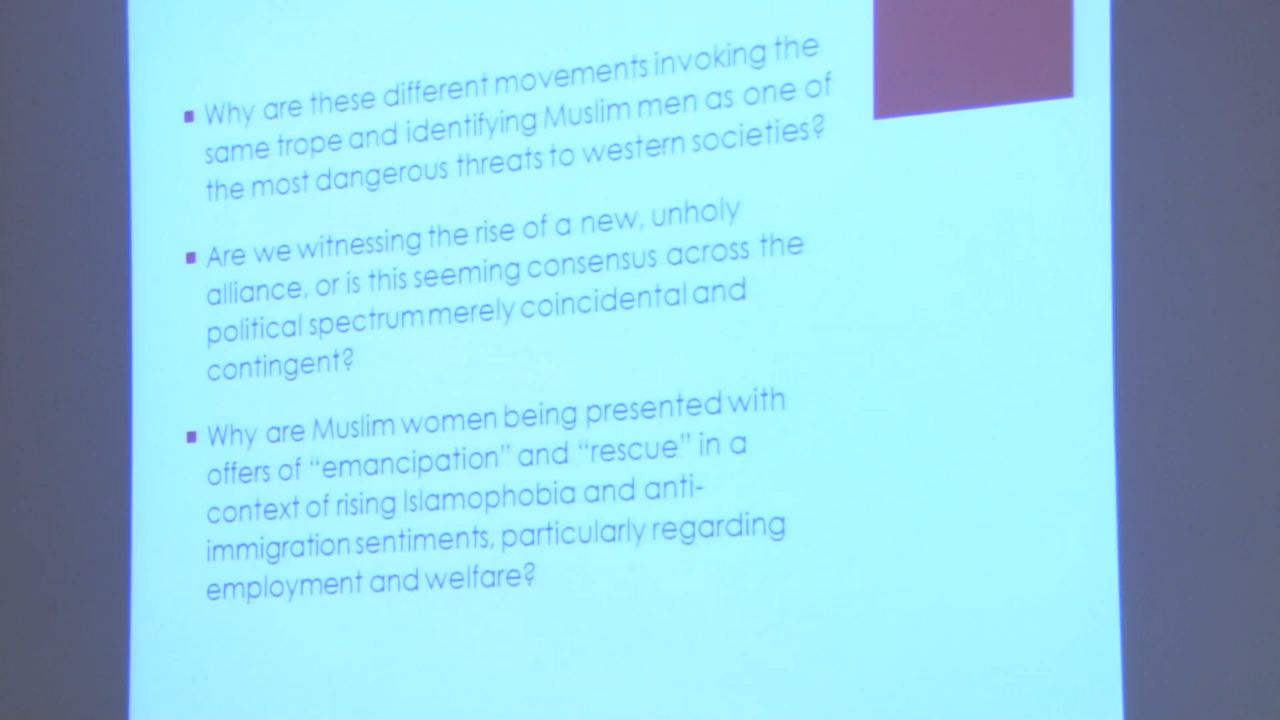 ▪ Why are these different movements invoking the
same trope and identifying Muslim men as one of
the most dangerous threats to western societies?
▪ Are we witnessing the rise of a new, unholy
alliance, or is this seeming consensus across the
political spectrum merely coincidental and
contingent?
▪ Why are Muslim women being presented with
offers of “emancipation” and “rescue” in a
context of rising Islamophobia and anti-
immigration sentiments, particularly regarding
employment and welfare?